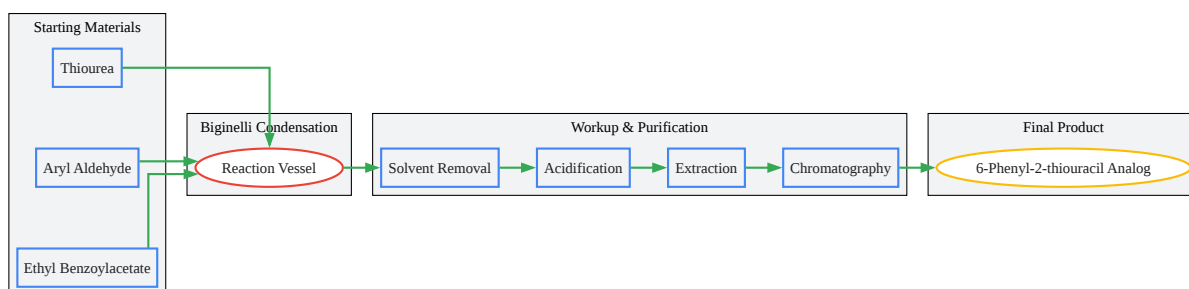 Starting Materials
Thiourea
Aryl Aldehyde
Ethyl Benzoylacetate
Biginelli Condensation
Reaction Vessel
Workup & Purification
Solvent Removal
Acidification
Extraction
Chromatography
Final Product
6-Phenyl-2-thiouracil Analog